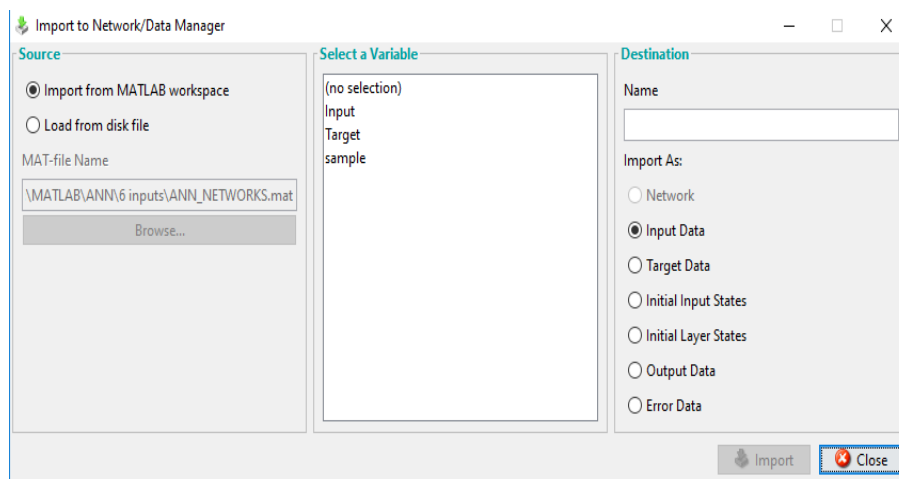 Import to Network/Data Manager
Source
Import from MATLAB workspace
Load from disk file
MAT-file Name
\MATLAB\ANN\6 inputs\ANN_NETWORKS.mat
Browse...
Select a Variable
(no selection)
Input
Target
sample
Destination
Name
Import As:
Network
Input Data
Target Data
Initial Input States
Initial Layer States
Output Data
Error Data
Import
Close